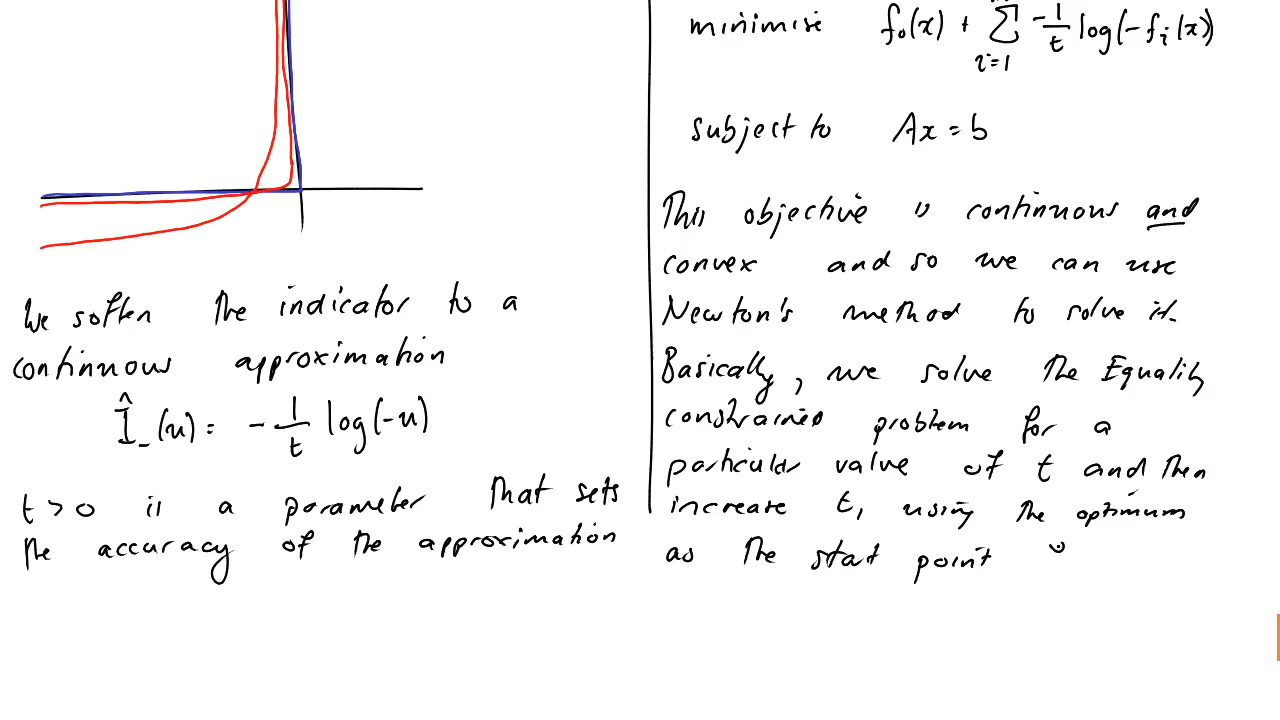 We soften the indicator to a
continuous approximation
Î_(u) = - 1/t log(-u)
t > 0 is a parameter that sets
the accuracy of the approximation
minimise f₀(x) + Σ i=1 -1/t log(-fᵢ(x))
subject to Ax = b
This objective is continuous and
convex and so we can use
Newton's method to solve it.
Basically, we solve the Equality
constrained problem for a
particular value of t and then
increase t, using the optimum
as the start point